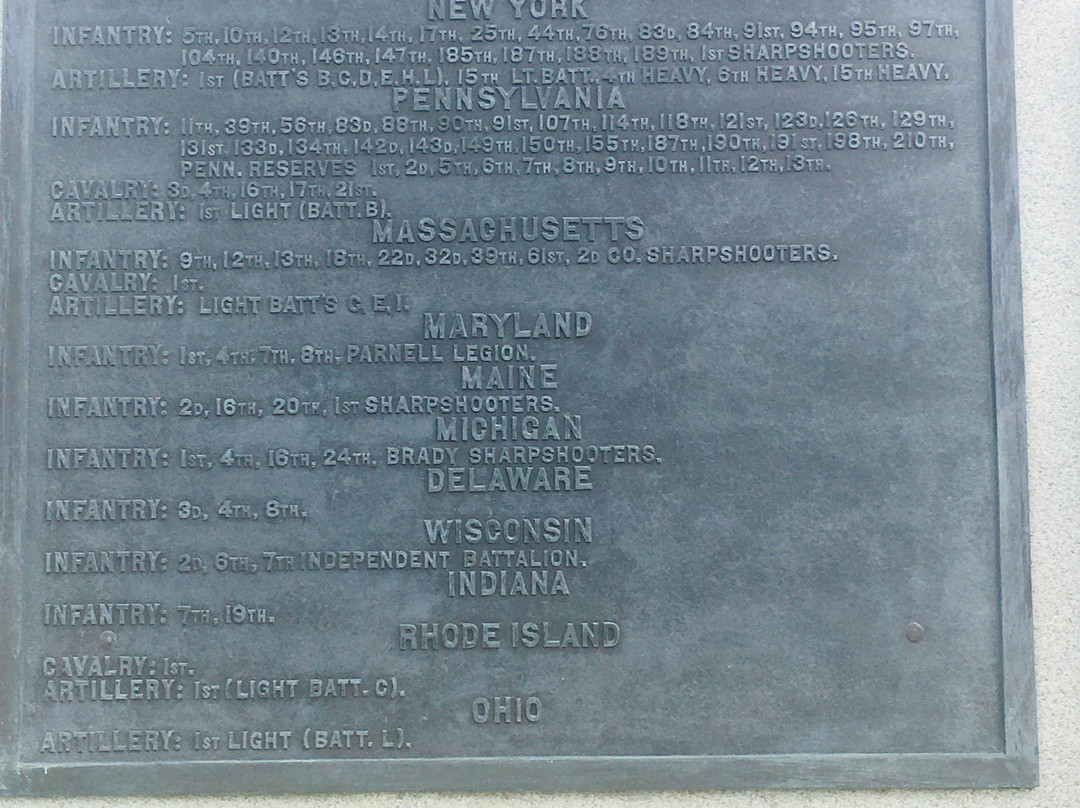 NEW YORK
INFANTRY: 5TH, 10TH, 12TH, 13TH, 14TH, 17TH, 25TH, 44TH, 76TH, 83D, 84TH, 91ST, 94TH, 95TH, 97TH,
104TH, 140TH, 146TH, 147TH, 185TH, 187TH, 188TH, 189TH, 1ST SHARPSHOOTERS.
ARTILLERY: 1ST (BATT'S B,C,D,E,H,L), 15TH LT. BATT., 4TH HEAVY, 6TH HEAVY, 15TH HEAVY.
PENNSYLVANIA
INFANTRY: 11TH, 39TH, 56TH, 83D, 88TH, 90TH, 91ST, 107TH, 114TH, 118TH, 121ST, 123D, 126TH, 129TH,
131ST, 133D, 134TH, 142D, 143D, 149TH, 150TH, 155TH, 187TH, 190TH, 191ST, 198TH, 210TH,
PENN. RESERVES 1ST, 2D, 5TH, 6TH, 7TH, 8TH, 9TH, 10TH, 11TH, 12TH, 13TH.
CAVALRY: 3D, 4TH, 16TH, 17TH, 21ST.
ARTILLERY: 1ST LIGHT (BATT. B).
MASSACHUSETTS
INFANTRY: 9TH, 12TH, 13TH, 18TH, 22D, 32D, 39TH, 61ST, 2D CO. SHARPSHOOTERS.
CAVALRY: 1ST.
ARTILLERY: LIGHT BATT'S C, E, I.
MARYLAND
INFANTRY: 1ST, 4TH, 7TH, 8TH, PARNELL LEGION.
MAINE
INFANTRY: 2D, 16TH, 20TH, 1ST SHARPSHOOTERS.
MICHIGAN
INFANTRY: 1ST, 4TH, 16TH, 24TH, BRADY SHARPSHOOTERS.
DELAWARE
INFANTRY: 3D, 4TH, 8TH.
WISCONSIN
INFANTRY: 2D, 6TH, 7TH INDEPENDENT BATTALION.
INDIANA
INFANTRY: 7TH, 19TH.
RHODE ISLAND
CAVALRY: 1ST.
ARTILLERY: 1ST (LIGHT BATT. C).
OHIO
ARTILLERY: 1ST LIGHT (BATT. L).